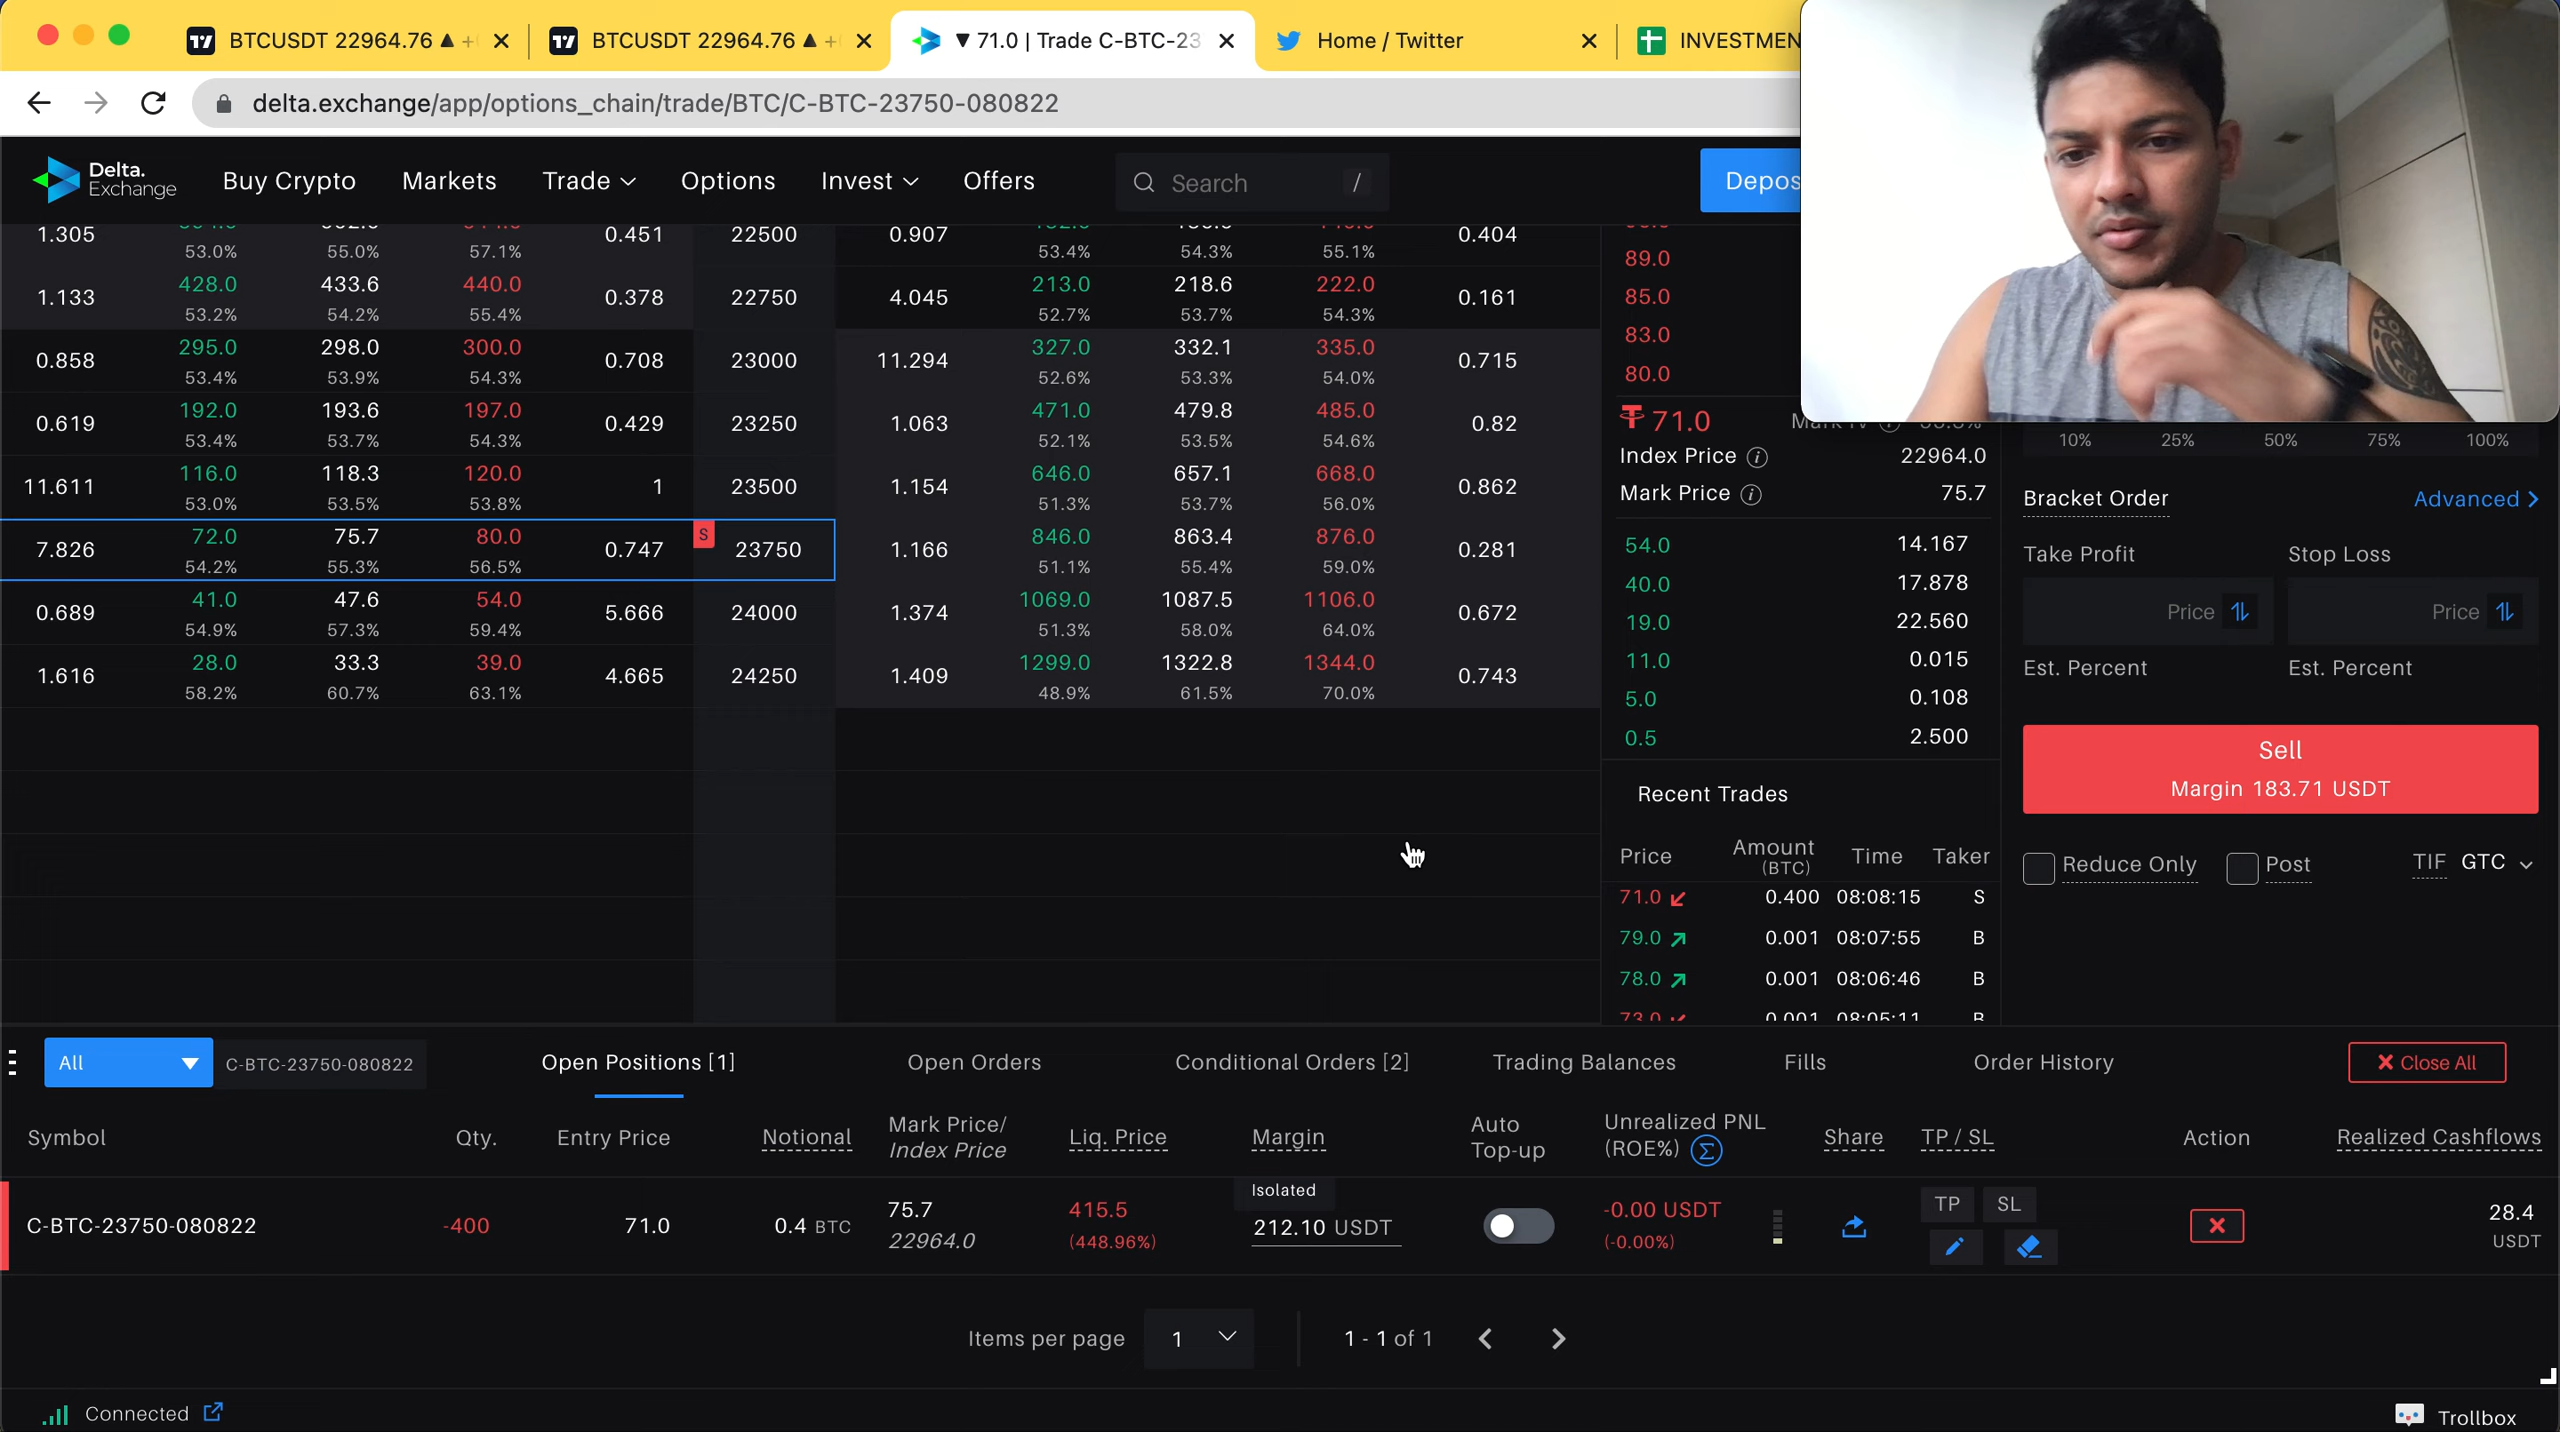 BTCUSDT 22964.76 ▲ +
BTCUSDT 22964.76 ▲ +
▼ 71.0 | Trade C-BTC-23
Home / Twitter
INVESTMEN
delta.exchange/app/options_chain/trade/BTC/C-BTC-23750-080822
Delta. Exchange
Buy Crypto Markets Trade Options Invest Offers
Search /
Depos
1.305 0.451 22500 0.907 0.404
53.0% 55.0% 57.1% 53.4% 54.3% 55.1%
428.0 433.6 440.0 213.0 218.6 222.0
1.133 0.378 22750 4.045 0.161
53.2% 54.2% 55.4% 52.7% 53.7% 54.3%
295.0 298.0 300.0 327.0 332.1 335.0
0.858 0.708 23000 11.294 0.715
53.4% 53.9% 54.3% 52.6% 53.3% 54.0%
192.0 193.6 197.0 471.0 479.8 485.0
0.619 0.429 23250 1.063 0.82
53.4% 53.7% 54.3% 52.1% 53.5% 54.6%
116.0 118.3 120.0 646.0 657.1 668.0
11.611 1 23500 1.154 0.862
53.0% 53.5% 53.8% 51.3% 53.7% 56.0%
72.0 75.7 80.0 S 846.0 863.4 876.0
7.826 0.747 23750 1.166 0.281
54.2% 55.3% 56.5% 51.1% 55.4% 59.0%
41.0 47.6 54.0 1069.0 1087.5 1106.0
0.689 5.666 24000 1.374 0.672
54.9% 57.3% 59.4% 51.3% 58.0% 64.0%
28.0 33.3 39.0 1299.0 1322.8 1344.0
1.616 4.665 24250 1.409 0.743
58.2% 60.7% 63.1% 48.9% 61.5% 70.0%
89.0
85.0
83.0
80.0
71.0
Index Price 22964.0
Mark Price 75.7
54.0 14.167
40.0 17.878
19.0 22.560
11.0 0.015
5.0 0.108
0.5 2.500
Recent Trades
Price Amount (BTC) Time Taker
71.0 0.400 08:08:15 S
79.0 0.001 08:07:55 B
78.0 0.001 08:06:46 B
73.0 0.001 08:05:11 B
10% 25% 50% 75% 100%
Bracket Order Advanced
Take Profit Stop Loss
Price Price
Est. Percent Est. Percent
Sell
Margin 183.71 USDT
Reduce Only Post TIF GTC
All C-BTC-23750-080822 Open Positions [1] Open Orders Conditional Orders [2] Trading Balances Fills Order History Close All
Symbol Qty. Entry Price Notional Mark Price/ Index Price Liq. Price Margin Auto Top-up Unrealized PNL (ROE%) Share TP / SL Action Realized Cashflows
Isolated
C-BTC-23750-080822 -400 71.0 0.4 BTC 75.7 22964.0 415.5 (448.96%) 212.10 USDT -0.00 USDT (-0.00%) TP SL 28.4 USDT
Items per page 1 1 - 1 of 1
Connected
Trollbox